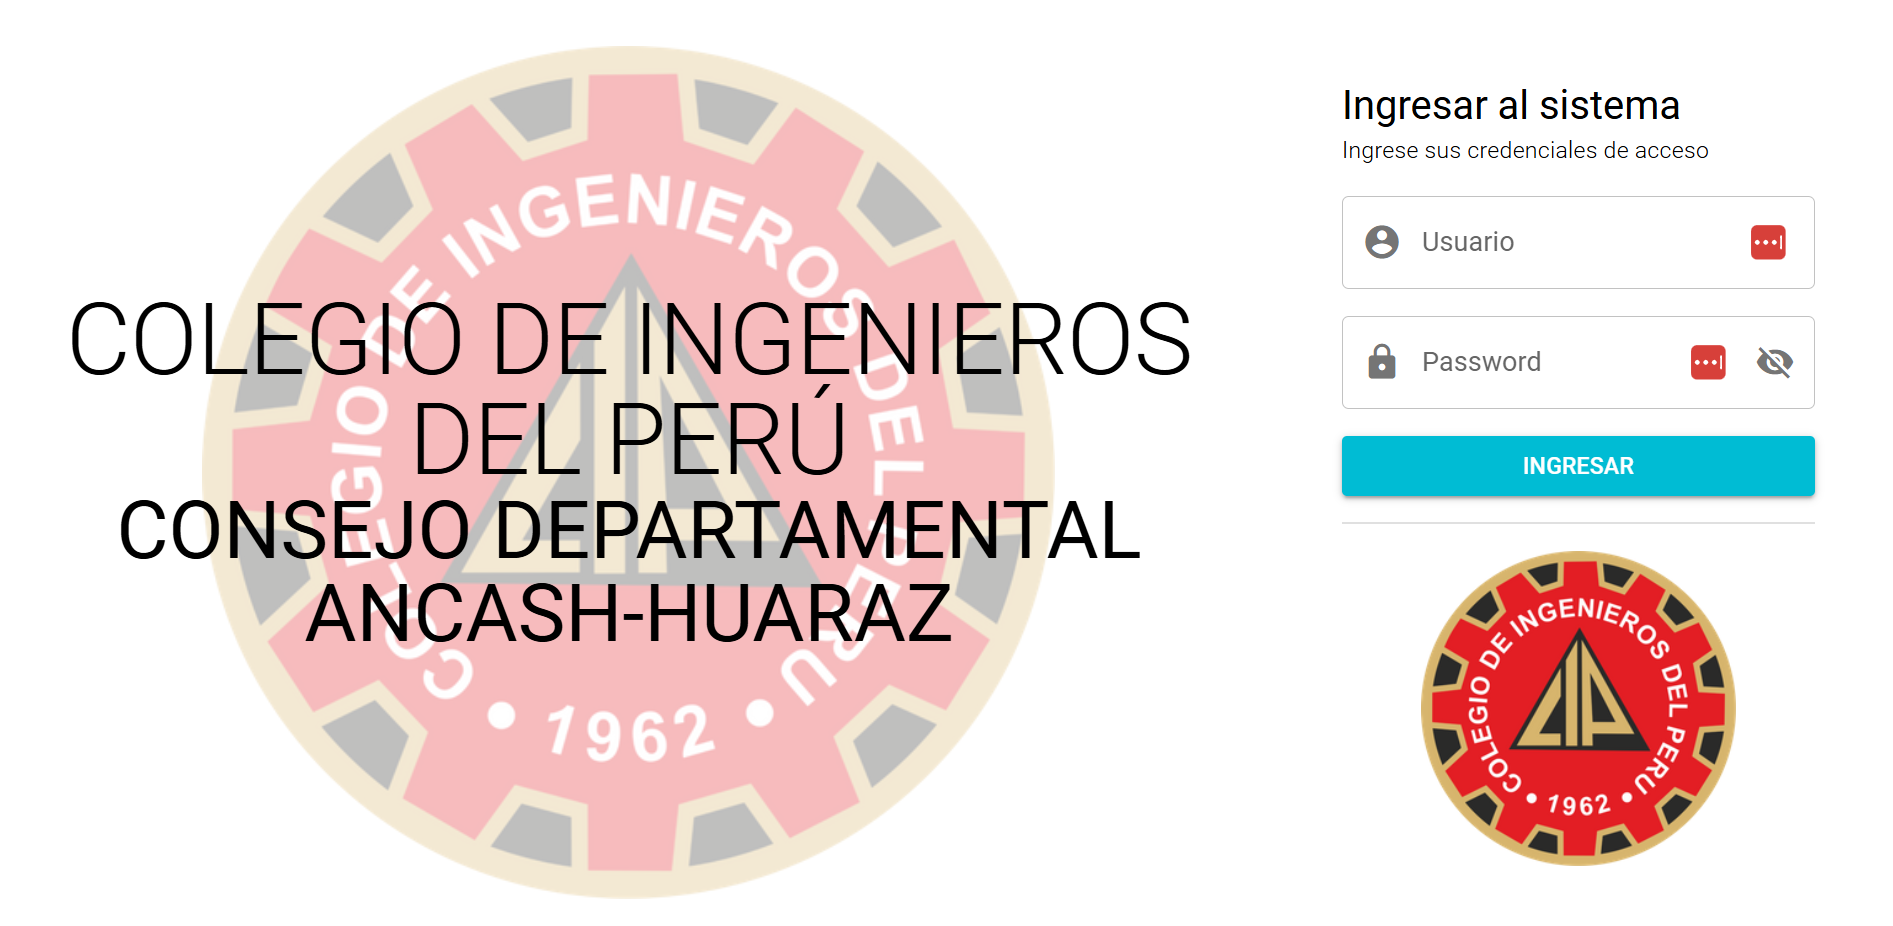 COLEGIO DE INGENIEROS DEL PERU
• 1962 •
COLEGIO DE INGENIEROS
DEL PERÚ
CONSEJO DEPARTAMENTAL
ANCASH-HUARAZ
Ingresar al sistema
Ingrese sus credenciales de acceso
Usuario
Password
INGRESAR
COLEGIO DE INGENIEROS DEL PERU
CIP
• 1962 •